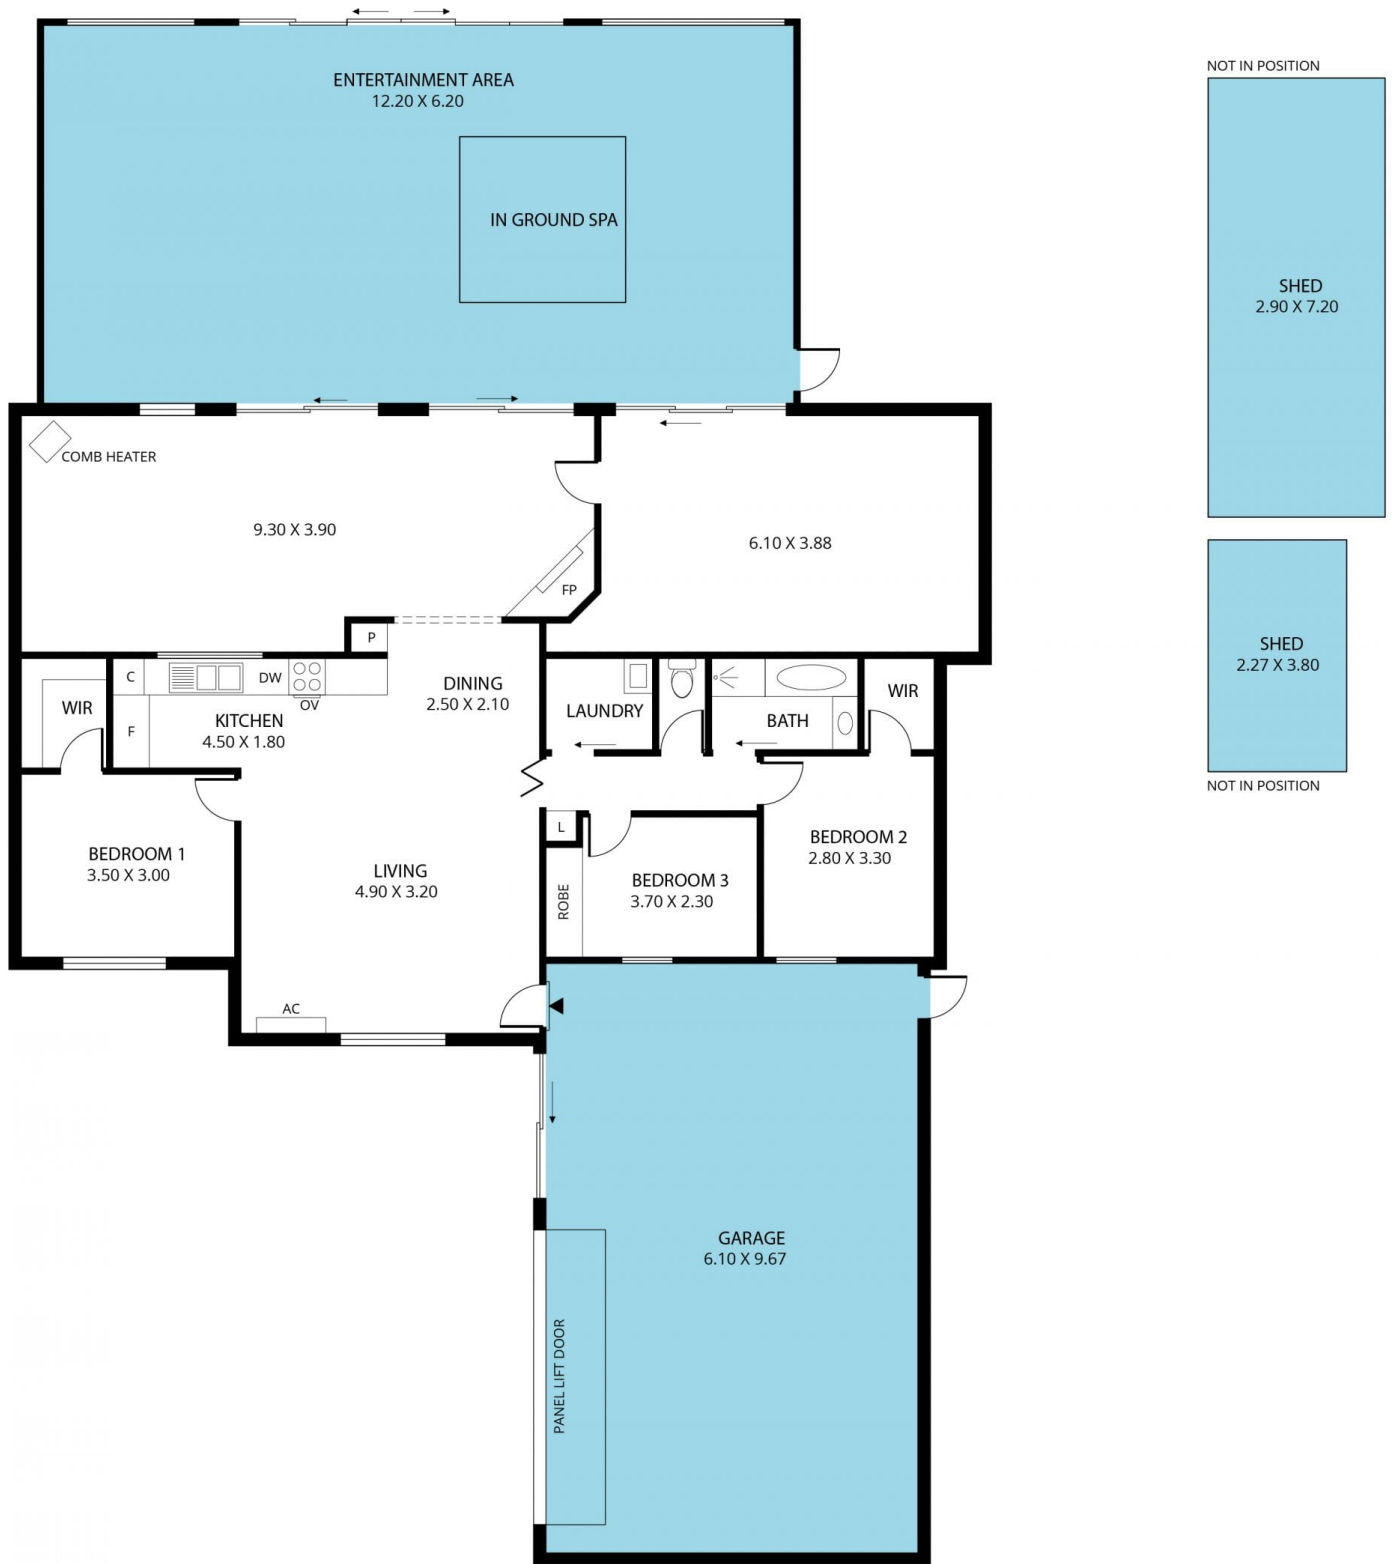 ENTERTAINMENT AREA
12.20 X 6.20
IN GROUND SPA
NOT IN POSITION
SHED
2.90 X 7.20
SHED
2.27 X 3.80
NOT IN POSITION
COMB HEATER
9.30 X 3.90
6.10 X 3.88
FP
P
WIR
C
F
DW
OV
KITCHEN
4.50 X 1.80
DINING
2.50 X 2.10
LAUNDRY
BATH
WIR
BEDROOM 1
3.50 X 3.00
LIVING
4.90 X 3.20
L
ROBE
BEDROOM 3
3.70 X 2.30
BEDROOM 2
2.80 X 3.30
AC
GARAGE
6.10 X 9.67
PANEL LIFT DOOR